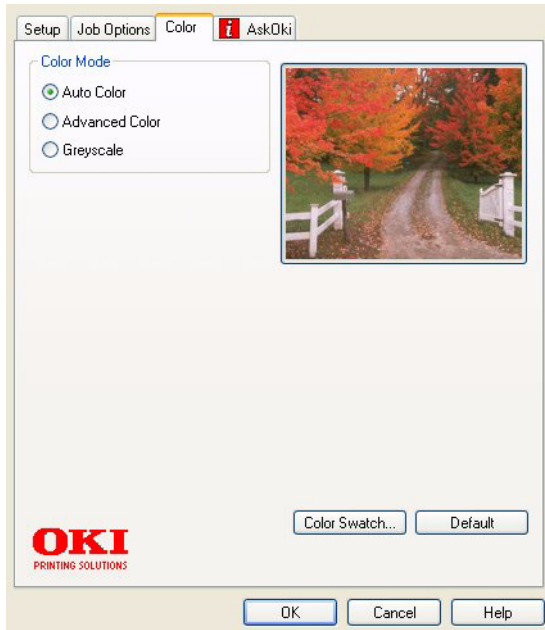 Setup
Job Options
Color
i AskOki
Color Mode
Auto Color
Advanced Color
Greyscale
Color Swatch...
Default
OKI
PRINTING SOLUTIONS
OK
Cancel
Help